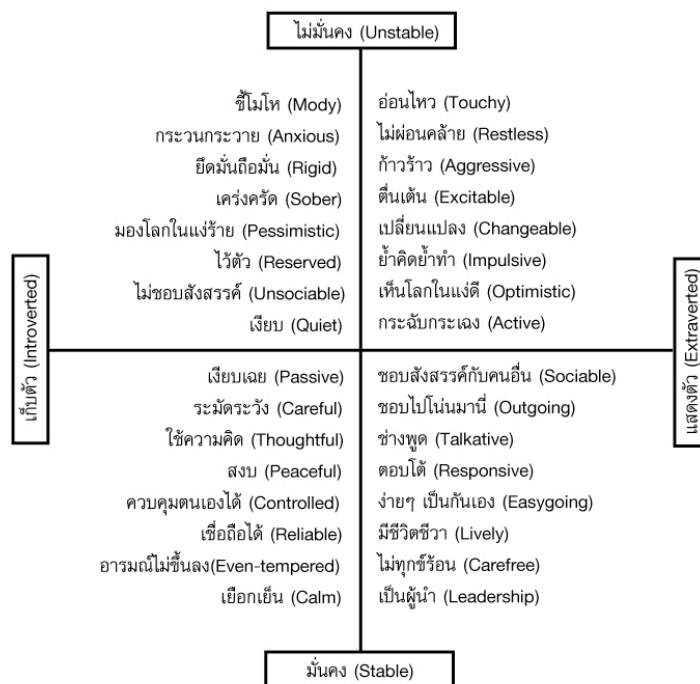 ไม่มั่นคง (Unstable)
ขี้โมโห (Mody)
กระวนกระวาย (Anxious)
ยึดมั่นถือมั่น (Rigid)
เคร่งครัด (Sober)
มองโลกในแง่ร้าย (Pessimistic)
ไว้ตัว (Reserved)
ไม่ชอบสังสรรค์ (Unsociable)
เงียบ (Quiet)
อ่อนไหว (Touchy)
ไม่ผ่อนคล้าย (Restless)
ก้าวร้าว (Aggressive)
ตื่นเต้น (Excitable)
เปลี่ยนแปลง (Changeable)
ย้ำคิดย้ำทำ (Impulsive)
เห็นโลกในแง่ดี (Optimistic)
กระฉับกระเฉง (Active)
เก็บตัว (Introverted)
แสดงตัว (Extraverted)
เงียบเฉย (Passive)
ระมัดระวัง (Careful)
ใช้ความคิด (Thoughtful)
สงบ (Peaceful)
ควบคุมตนเองได้ (Controlled)
เชื่อถือได้ (Reliable)
อารมณ์ไม่ขึ้นลง(Even-tempered)
เยือกเย็น (Calm)
ชอบสังสรรค์กับคนอื่น (Sociable)
ชอบไปโน่นมานี่ (Outgoing)
ช่างพูด (Talkative)
ตอบโต้ (Responsive)
ง่ายๆ เป็นกันเอง (Easygoing)
มีชีวิตชีวา (Lively)
ไม่ทุกข์ร้อน (Carefree)
เป็นผู้นำ (Leadership)
มั่นคง (Stable)